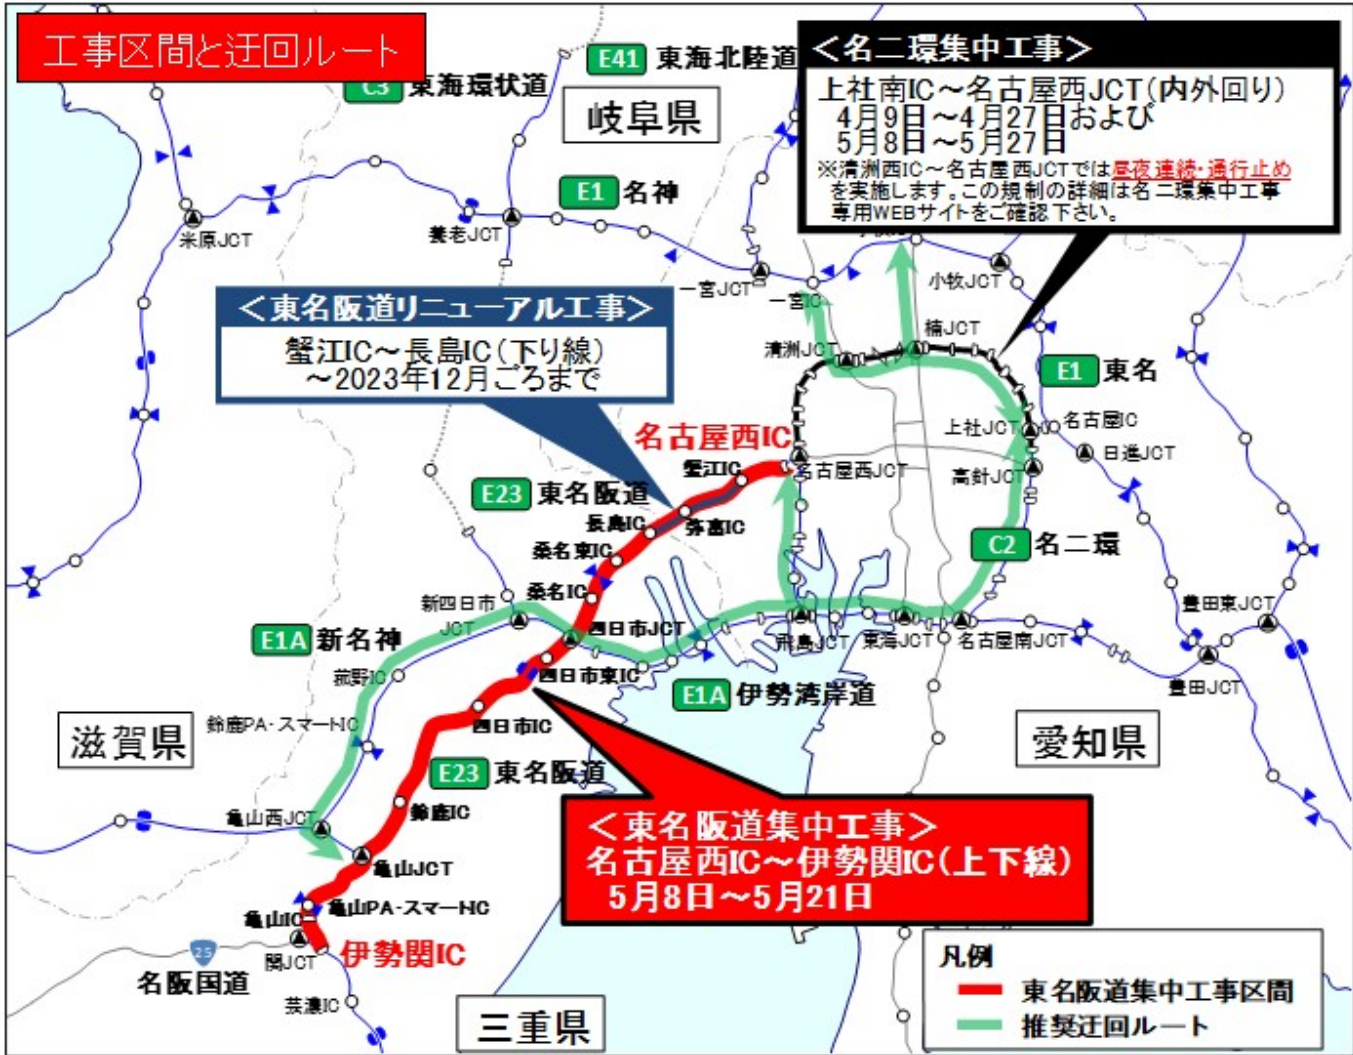 工事区間と迂回ルート
C3 東海環状道
E41 東海北陸道
岐阜県
<名二環集中工事>
上社南IC~名古屋西JCT(内外回り)
4月9日~4月27日および
5月8日~5月27日
※清洲西IC~名古屋西JCTでは昼夜連続・通行止め
を実施します。この規制の詳細は名二環集中工事
専用WEBサイトをご確認下さい。
E1 名神
米原JCT
養老JCT
一宮JCT
一宮IC
小牧JCT
<東名阪道リニューアル工事>
蟹江IC~長島IC(下り線)
~2023年12月ごろまで
清洲JCT
楠JCT
E1 東名
名古屋西IC
上社JCT
名古屋IC
日進JCT
蟹江IC
名古屋西JCT
高針JCT
E23 東名阪道
長島IC
弥富IC
桑名東IC
C2 名二環
桑名IC
新四日市
JCT
E1A 新名神
四日市JCT
飛島JCT
東海JCT
名古屋南JCT
豊田東JCT
菰野IC
四日市東IC
E1A 伊勢湾岸道
豊田JCT
滋賀県
鈴鹿PA・スマートIC
四日市IC
愛知県
E23 東名阪道
亀山西JCT
鈴鹿IC
<東名阪道集中工事>
名古屋西IC~伊勢関IC(上下線)
5月8日~5月21日
亀山JCT
亀山PA・スマートIC
亀山IC
伊勢関IC
関JCT
25
名阪国道
芸濃IC
三重県
凡例
東名阪道集中工事区間
推奨迂回ルート